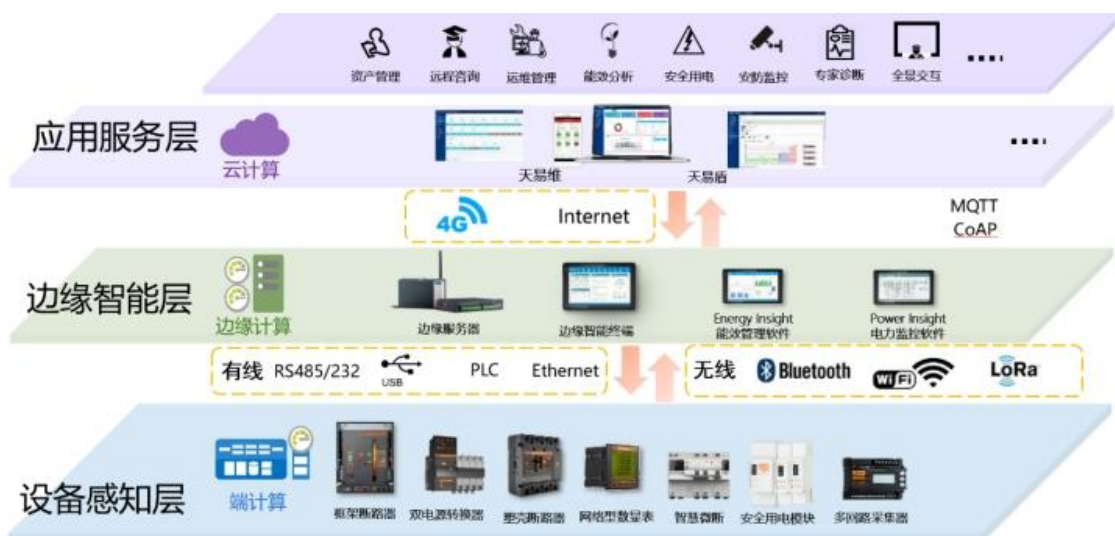 资产管理 远程咨询 运维管理 能效分析 安全用电 安防监控 专家诊断 全景交互
应用服务层
云计算
天易维 天易盾
4G Internet
MQTT
CoAP
边缘智能层
边缘计算
边缘服务器 边缘智能终端
Energy Insight
能效管理软件
Power Insight
电力监控软件
有线 RS485/232 USB PLC Ethernet
无线 Bluetooth WiFi LoRa
设备感知层
端计算
框架断路器 双电源转换器 塑壳断路器 网络型数显表 智慧微断 安全用电模块 多回路采集器